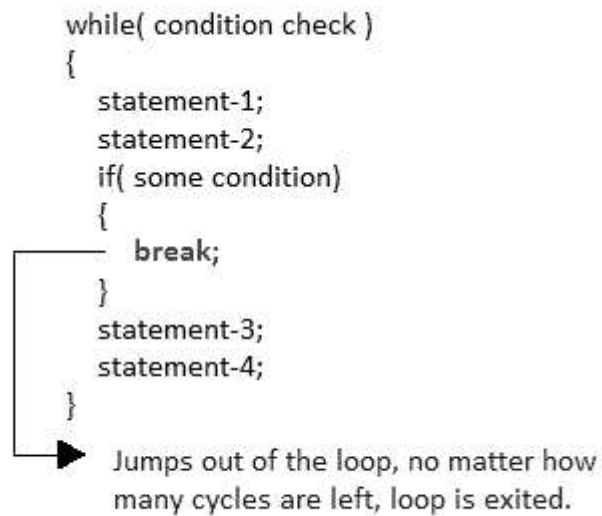 while( condition check )
{
statement-1;
statement-2;
if( some condition)
{
break;
}
statement-3;
statement-4;
}
Jumps out of the loop, no matter how
many cycles are left, loop is exited.